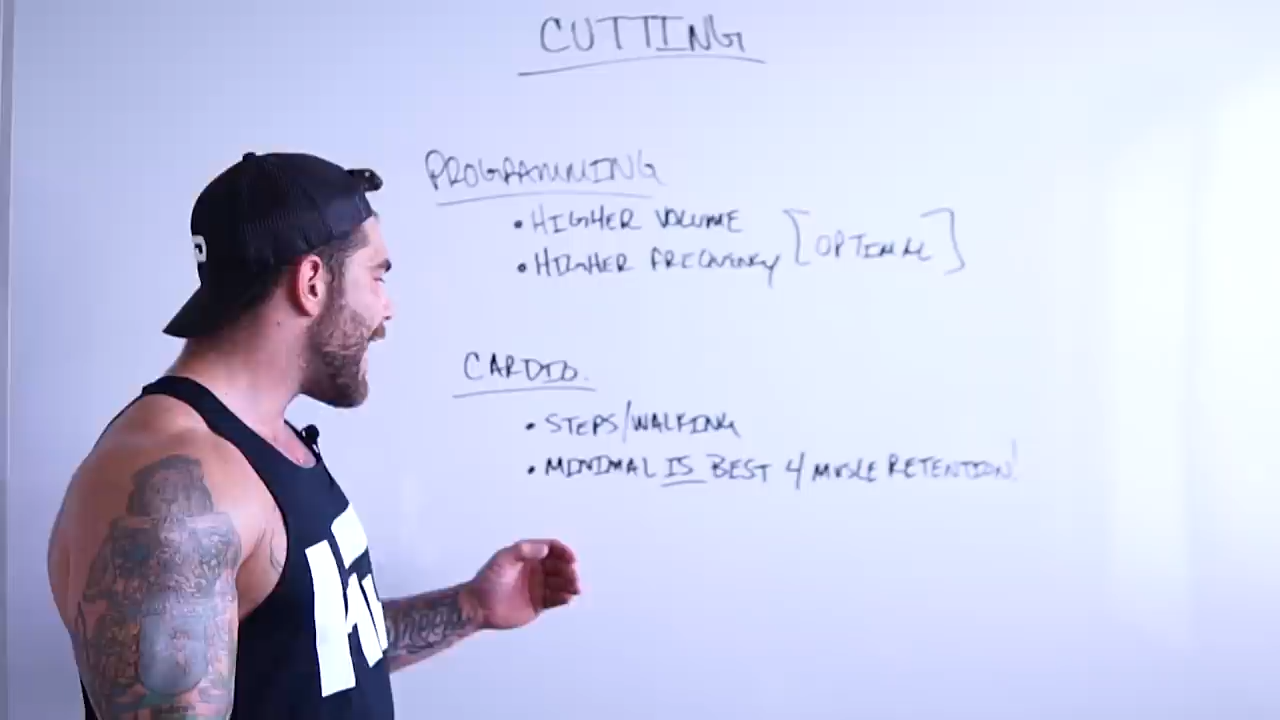 CUTTING
PROGRAMMING
• HIGHER VOLUME
• HIGHER FREQUENCY [OPTIMAL]
CARDIO.
• STEPS/WALKING
• MINIMAL IS BEST 4 MUSCLE RETENTION!